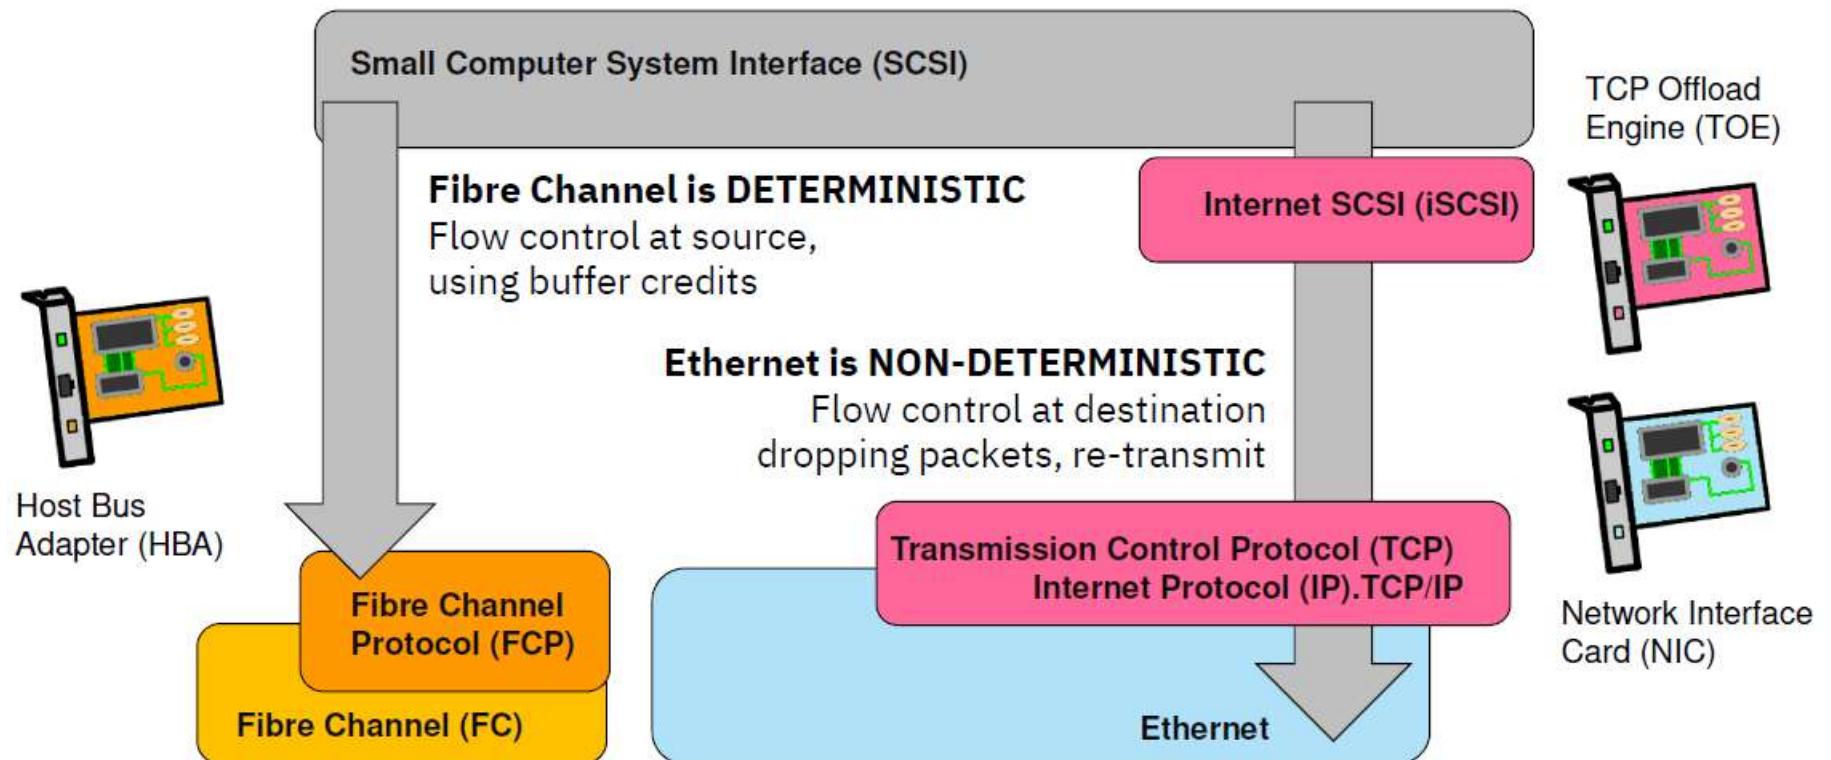 Small Computer System Interface (SCSI)
TCP Offload
Engine (TOE)
Fibre Channel is DETERMINISTIC
Flow control at source,
using buffer credits
Internet SCSI (iSCSI)
Ethernet is NON-DETERMINISTIC
Flow control at destination
dropping packets, re-transmit
Host Bus
Adapter (HBA)
Transmission Control Protocol (TCP)
Internet Protocol (IP).TCP/IP
Fibre Channel
Protocol (FCP)
Network Interface
Card (NIC)
Fibre Channel (FC)
Ethernet